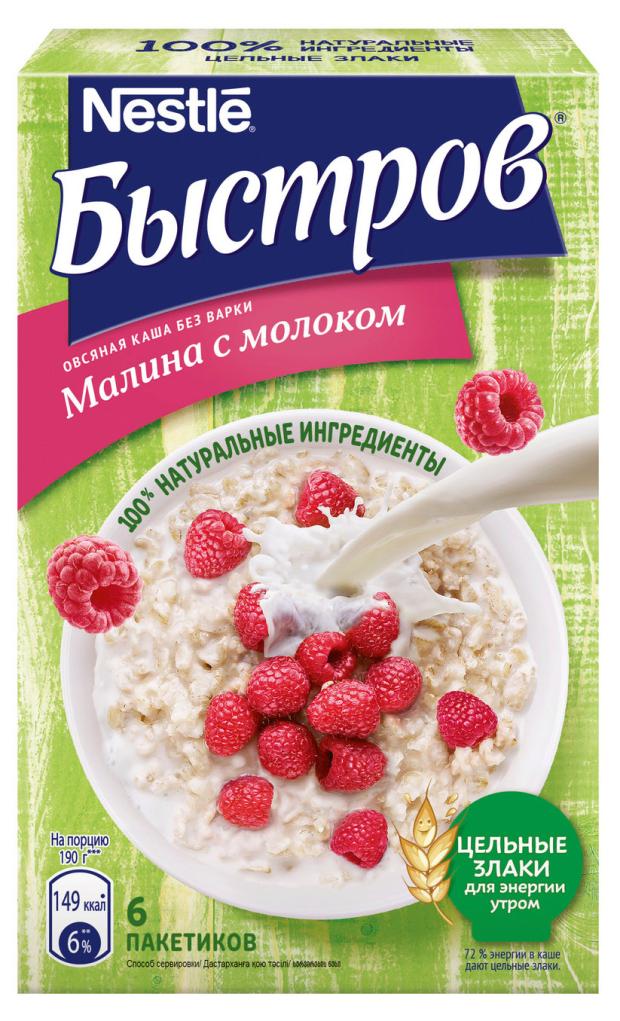 100% НАТУРАЛЬНЫЕ ИНГРЕДИЕНТЫ
ЦЕЛЬНЫЕ ЗЛАКИ
Nestlé®
Быстров®
ОВСЯНАЯ КАША БЕЗ ВАРКИ
Малина с молоком
100% НАТУРАЛЬНЫЕ ИНГРЕДИЕНТЫ
ЦЕЛЬНЫЕ
ЗЛАКИ
для энергии
утром
72 % энергии в каше
дают цельные злаки.
На порцию
190 г***
149 ккал*
6**%
6
ПАКЕТИКОВ
Способ сервировки/ Дастарханға қою тәсілі/